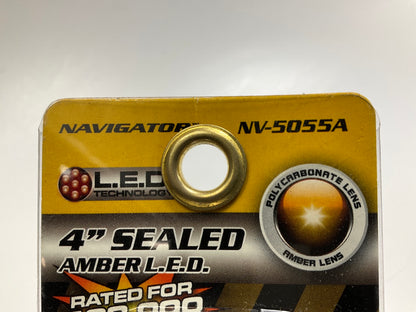 NAVIGATOR NV-5055A
L.E.D
TECHNOLOGY
POLYCARBONATE LENS
AMBER LENS
4” SEALED
AMBER L.E.D.
RATED FOR